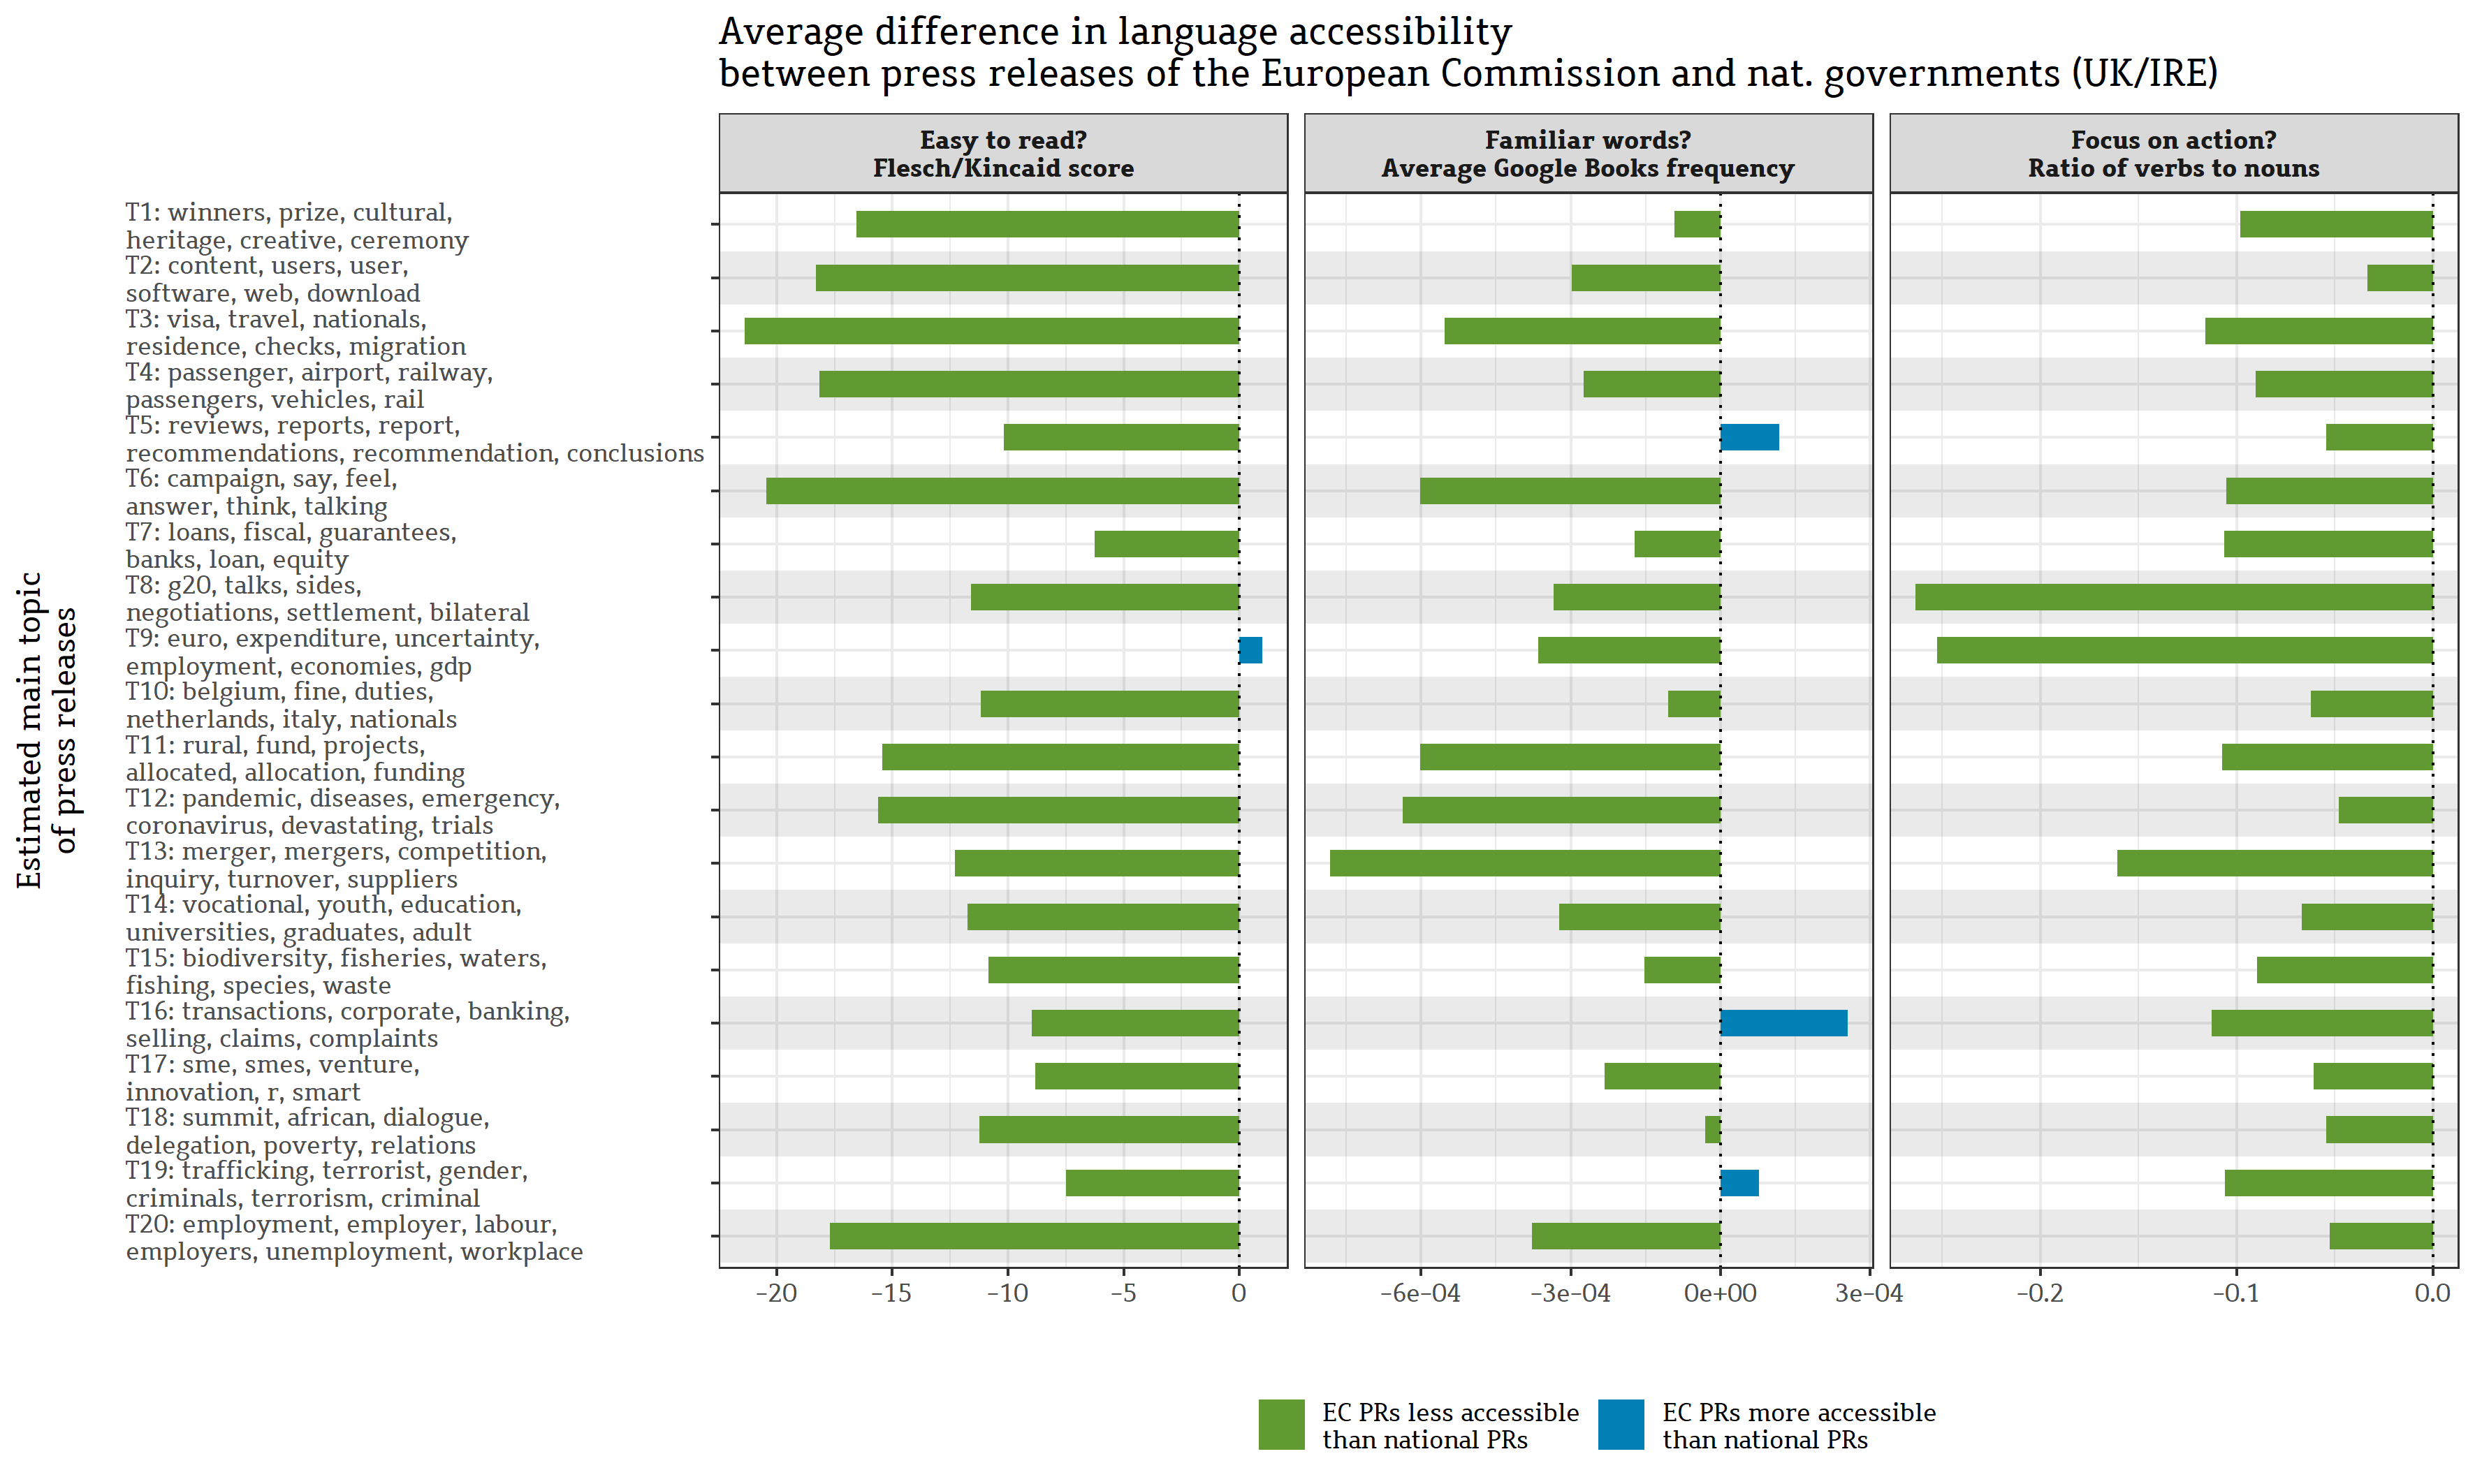 Average difference in language accessibility
between press releases of the European Commission and nat. governments (UK/IRE)
Easy to read?
Flesch/Kincaid score
Familiar words?
Average Google Books frequency
Focus on action?
Ratio of verbs to nouns
Estimated main topic
of press releases
T1: winners, prize, cultural,
heritage, creative, ceremony
T2: content, users, user,
software, web, download
T3: visa, travel, nationals,
residence, checks, migration
T4: passenger, airport, railway,
passengers, vehicles, rail
T5: reviews, reports, report,
recommendations, recommendation, conclusions
T6: campaign, say, feel,
answer, think, talking
T7: loans, fiscal, guarantees,
banks, loan, equity
T8: g20, talks, sides,
negotiations, settlement, bilateral
T9: euro, expenditure, uncertainty,
employment, economies, gdp
T10: belgium, fine, duties,
netherlands, italy, nationals
T11: rural, fund, projects,
allocated, allocation, funding
T12: pandemic, diseases, emergency,
coronavirus, devastating, trials
T13: merger, mergers, competition,
inquiry, turnover, suppliers
T14: vocational, youth, education,
universities, graduates, adult
T15: biodiversity, fisheries, waters,
fishing, species, waste
T16: transactions, corporate, banking,
selling, claims, complaints
T17: sme, smes, venture,
innovation, r, smart
T18: summit, african, dialogue,
delegation, poverty, relations
T19: trafficking, terrorist, gender,
criminals, terrorism, criminal
T20: employment, employer, labour,
employers, unemployment, workplace
-20 -15 -10 -5 0
-6e-04 -3e-04 0e+00 3e-04
-0.2 -0.1 0.0
EC PRs less accessible
than national PRs
EC PRs more accessible
than national PRs